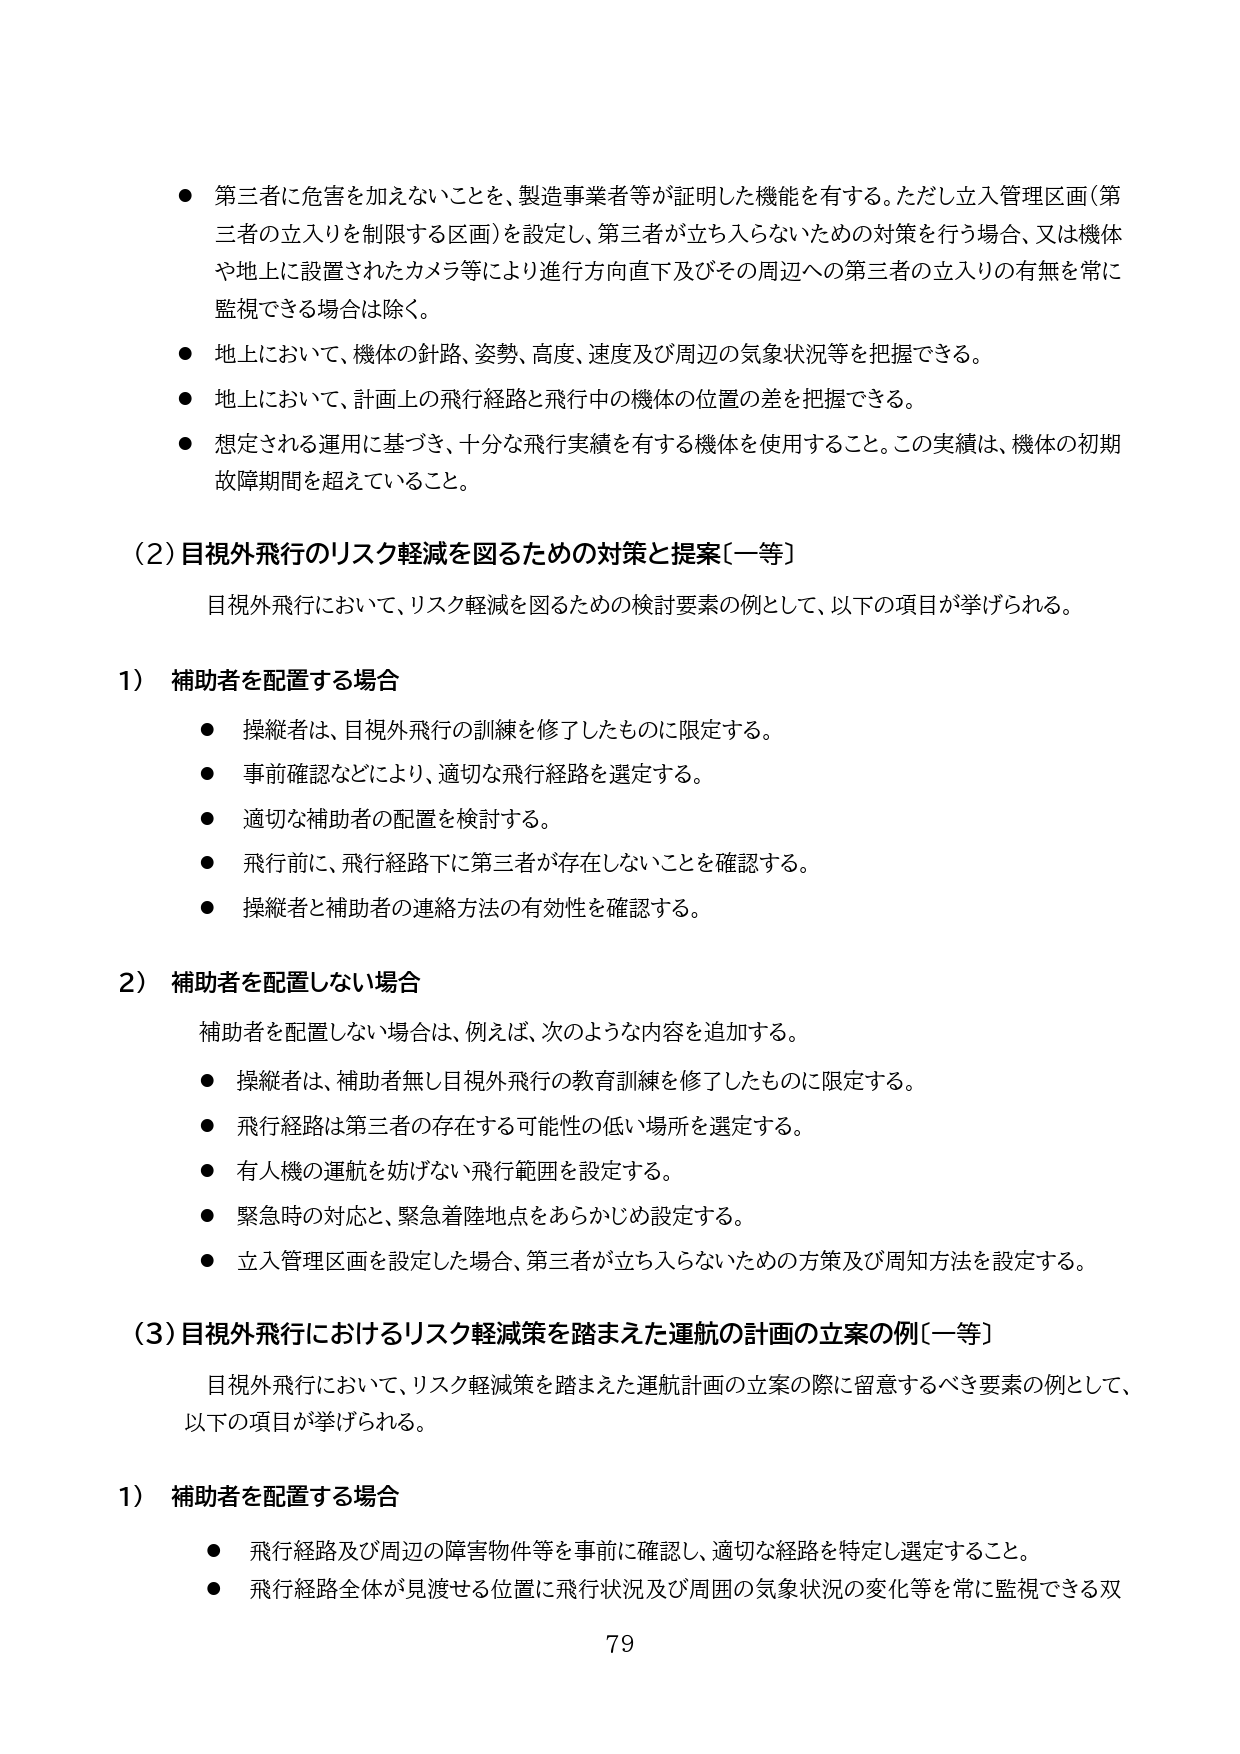 ● 第三者に危害を加えないことを、製造事業者等が証明した機能を有する。ただし立入管理区画（第
三者の立入りを制限する区画）を設定し、第三者が立ち入らないための対策を行う場合、又は機体
や地上に設置されたカメラ等により進行方向直下及びその周辺への第三者の立入りの有無を常に
監視できる場合は除く。
● 地上において、機体の針路、姿勢、高度、速度及び周辺の気象状況等を把握できる。
● 地上において、計画上の飛行経路と飛行中の機体の位置の差を把握できる。
● 想定される運用に基づき、十分な飛行実績を有する機体を使用すること。この実績は、機体の初期
故障期間を超えていること。
（2）目視外飛行のリスク軽減を図るための対策と提案〔一等〕
目視外飛行において、リスク軽減を図るための検討要素の例として、以下の項目が挙げられる。
1） 補助者を配置する場合
● 操縦者は、目視外飛行の訓練を修了したものに限定する。
● 事前確認などにより、適切な飛行経路を選定する。
● 適切な補助者の配置を検討する。
● 飛行前に、飛行経路下に第三者が存在しないことを確認する。
● 操縦者と補助者の連絡方法の有効性を確認する。
2） 補助者を配置しない場合
補助者を配置しない場合は、例えば、次のような内容を追加する。
● 操縦者は、補助者無し目視外飛行の教育訓練を修了したものに限定する。
● 飛行経路は第三者の存在する可能性の低い場所を選定する。
● 有人機の運航を妨げない飛行範囲を設定する。
● 緊急時の対応と、緊急着陸地点をあらかじめ設定する。
● 立入管理区画を設定した場合、第三者が立ち入らないための方策及び周知方法を設定する。
（3）目視外飛行におけるリスク軽減策を踏まえた運航の計画の立案の例〔一等〕
目視外飛行において、リスク軽減策を踏まえた運航計画の立案の際に留意するべき要素の例として、
以下の項目が挙げられる。
1） 補助者を配置する場合
● 飛行経路及び周辺の障害物件等を事前に確認し、適切な経路を特定し選定すること。
● 飛行経路全体が見渡せる位置に飛行状況及び周囲の気象状況の変化等を常に監視できる双
79